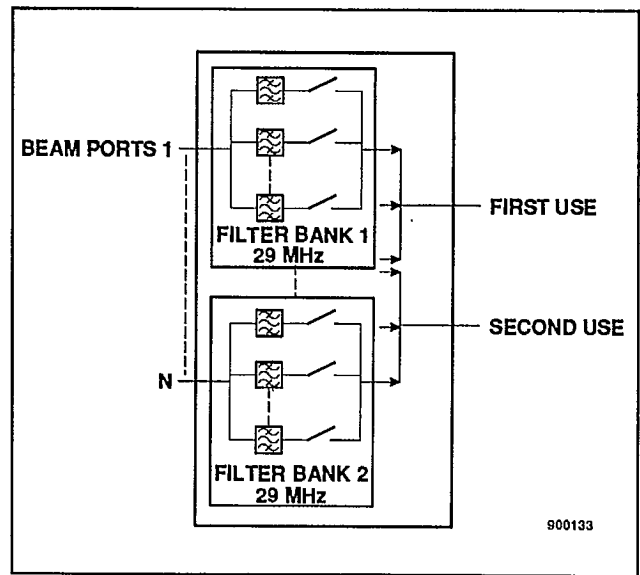 BEAM PORTS 1
FILTER BANK 1
29 MHz
FIRST USE
SECOND USE
N
FILTER BANK 2
29 MHz
900133